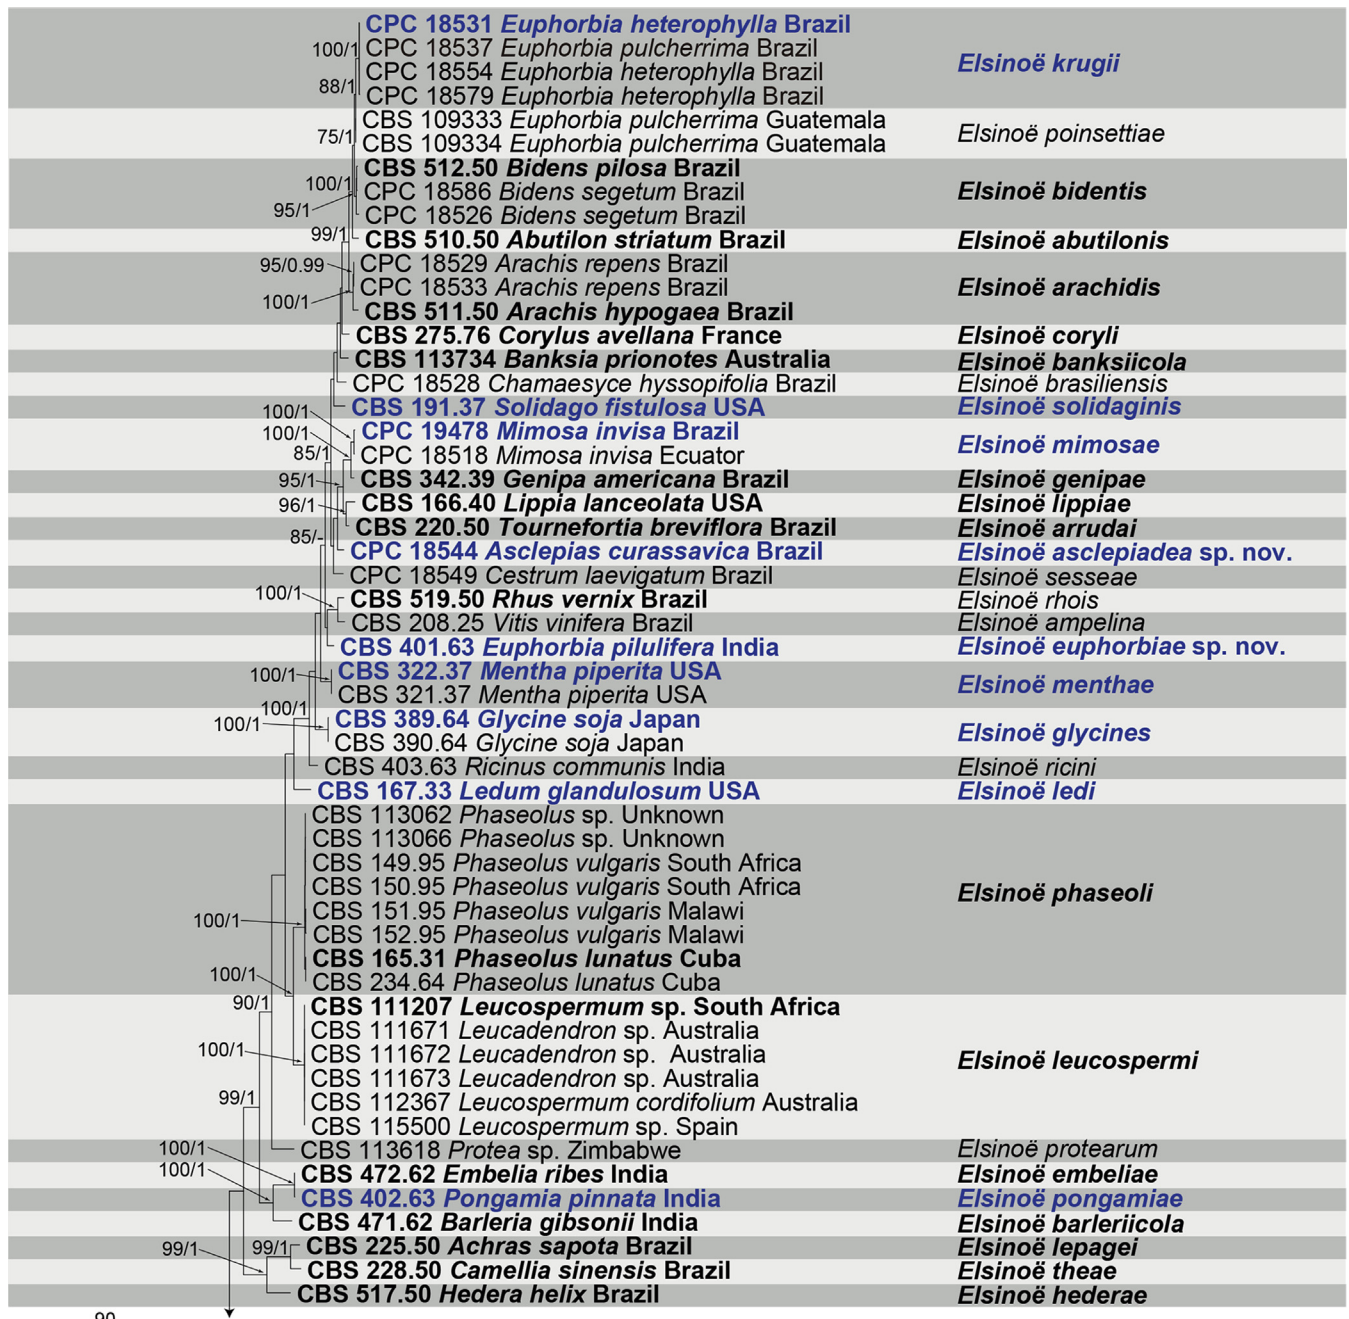 CPC 18531 Euphorbia heterophylla Brazil
100/1
CPC 18537 Euphorbia pulcherrima Brazil
Elsinoë krugii
CPC 18554 Euphorbia heterophylla Brazil
88/1
CPC 18579 Euphorbia heterophylla Brazil
CBS 109333 Euphorbia pulcherrima Guatemala
75/1
Elsinoë poinsettiae
CBS 109334 Euphorbia pulcherrima Guatemala
CBS 512.50 Bidens pilosa Brazil
100/1
CPC 18586 Bidens segetum Brazil
Elsinoë bidentis
95/1
CPC 18526 Bidens segetum Brazil
99/1
CBS 510.50 Abutilon striatum Brazil
Elsinoë abutilonis
95/0.99
CPC 18529 Arachis repens Brazil
CPC 18533 Arachis repens Brazil
Elsinoë arachidis
100/1
CBS 511.50 Arachis hypogaea Brazil
CBS 275.76 Corylus avellana France
Elsinoë coryli
CBS 113734 Banksia prionotes Australia
Elsinoë banksiicola
CPC 18528 Chamaesyce hyssopifolia Brazil
Elsinoë brasiliensis
CBS 191.37 Solidago fistulosa USA
Elsinoë solidaginis
100/1
100/1
CPC 19478 Mimosa invisa Brazil
Elsinoë mimosae
85/1
CPC 18518 Mimosa invisa Ecuador
95/1
CBS 342.39 Genipa americana Brazil
Elsinoë genipae
96/1
CBS 166.40 Lippia lanceolata USA
Elsinoë lippiae
CBS 220.50 Tournefortia breviflora Brazil
Elsinoë arrudai
85/-
CPC 18544 Asclepias curassavica Brazil
Elsinoë asclepiadea sp. nov.
CPC 18549 Cestrum laevigatum Brazil
Elsinoë sesseae
100/1
CBS 519.50 Rhus vernix Brazil
Elsinoë rhois
CBS 208.25 Vitis vinifera Brazil
Elsinoë ampelina
CBS 401.63 Euphorbia pilulifera India
Elsinoë euphorbiae sp. nov.
100/1
CBS 322.37 Mentha piperita USA
Elsinoë menthae
CBS 321.37 Mentha piperita USA
100/1
100/1
CBS 389.64 Glycine soja Japan
Elsinoë glycines
CBS 390.64 Glycine soja Japan
CBS 403.63 Ricinus communis India
Elsinoë ricini
CBS 167.33 Ledum glandulosum USA
Elsinoë ledi
CBS 113062 Phaseolus sp. Unknown
CBS 113066 Phaseolus sp. Unknown
CBS 149.95 Phaseolus vulgaris South Africa
CBS 150.95 Phaseolus vulgaris South Africa
Elsinoë phaseoli
CBS 151.95 Phaseolus vulgaris Malawi
100/1
CBS 152.95 Phaseolus vulgaris Malawi
CBS 165.31 Phaseolus lunatus Cuba
100/1
CBS 234.64 Phaseolus lunatus Cuba
90/1
CBS 111207 Leucospermum sp. South Africa
CBS 111671 Leucadendron sp. Australia
100/1
CBS 111672 Leucadendron sp. Australia
Elsinoë leucospermi
CBS 111673 Leucadendron sp. Australia
99/1
CBS 112367 Leucospermum cordifolium Australia
CBS 115500 Leucospermum sp. Spain
100/1
CBS 113618 Protea sp. Zimbabwe
Elsinoë protearum
100/1
CBS 472.62 Embelia ribes India
Elsinoë embeliae
CBS 402.63 Pongamia pinnata India
Elsinoë pongamiae
CBS 471.62 Barleria gibsonii India
Elsinoë barleriicola
99/1
99/1
CBS 225.50 Achras sapota Brazil
Elsinoë lepagei
CBS 228.50 Camellia sinensis Brazil
Elsinoë theae
CBS 517.50 Hedera helix Brazil
Elsinoë hederae